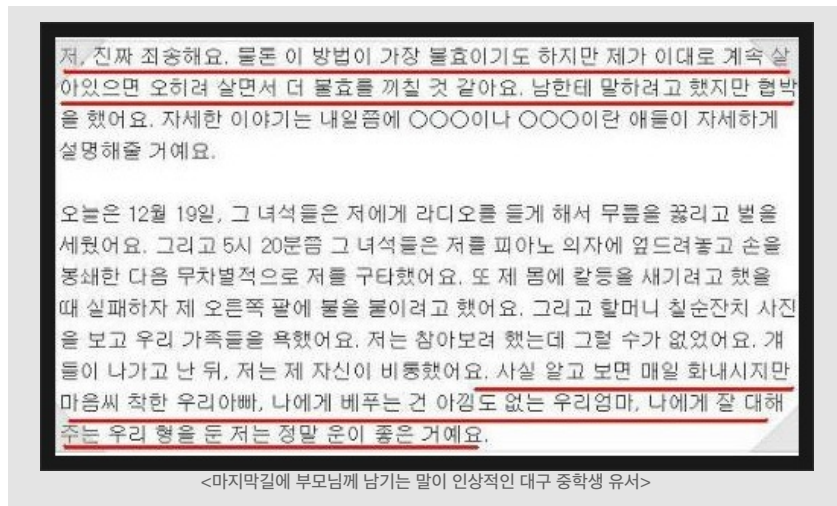 저, 진짜 죄송해요. 물론 이 방법이 가장 불효이기도 하지만 제가 이대로 계속 살
아있으면 오히려 살면서 더 불효를 끼칠 것 같아요. 남한테 말하려고 했지만 협박
을 했어요. 자세한 이야기는 내일쯤에 〇〇〇이나 〇〇〇이란 애들이 자세하게
설명해줄 거예요.
오늘은 12월 19일, 그 녀석들은 저에게 라디오를 들게 해서 무릎을 꿇리고 벌을
세웠어요. 그리고 5시 20분쯤 그 녀석들은 저를 피아노 의자에 엎드려놓고 손을
봉쇄한 다음 무차별적으로 저를 구타했어요. 또 제 몸에 칼등을 새기려고 했을
때 실패하자 제 오른쪽 팔에 불을 붙이려고 했어요. 그리고 할머니 칠순잔치 사진
을 보고 우리 가족들을 욕했어요. 저는 참아보려 했는데 그럴 수가 없었어요. 걔
들이 나가고 난 뒤, 저는 제 자신이 비통했어요. 사실 알고 보면 매일 화내시지만
마음씨 착한 우리아빠, 나에게 베푸는 건 아낌도 없는 우리엄마, 나에게 잘 대해
주는 우리 형을 둔 저는 정말 운이 좋은 거예요.
<마지막길에 부모님께 남기는 말이 인상적인 대구 중학생 유서>